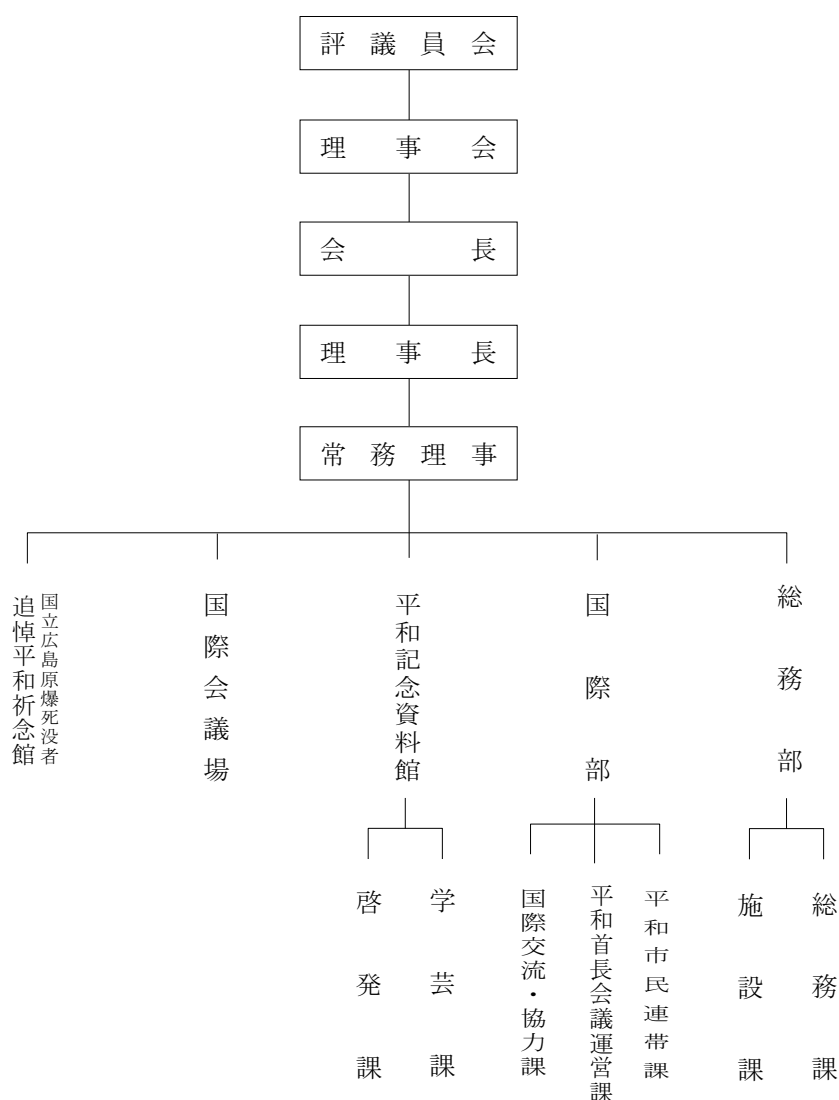 評議員会
理事会
会長
理事長
常務理事
総務部
国際部
平和記念資料館
国際会議場
国立広島原爆死没者
追悼平和祈念館
総務課
施設課
平和市民連帯課
平和首長会議運営課
国際交流・協力課
学芸課
啓発課